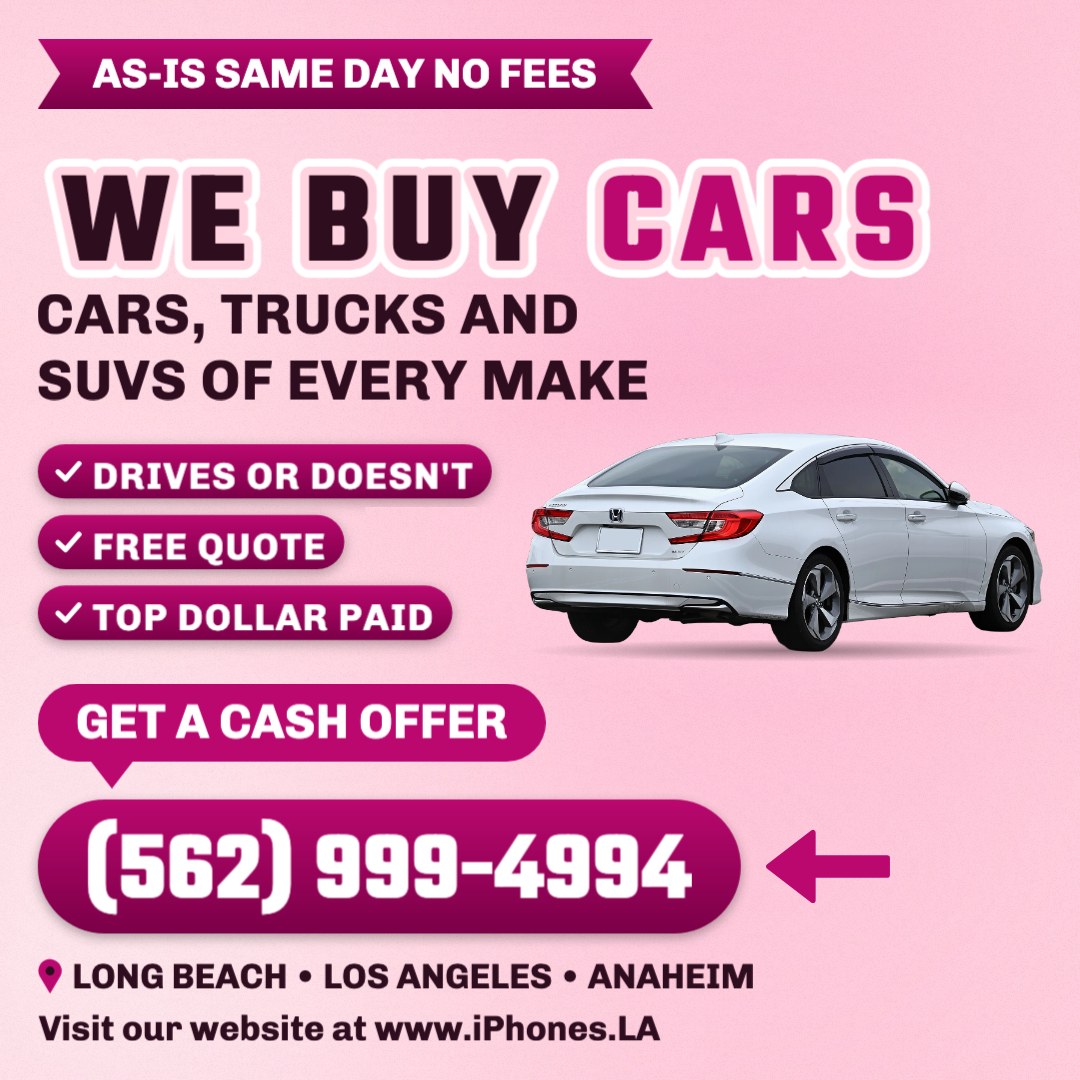 AS-IS SAME DAY NO FEES
WE BUY CARS
CARS, TRUCKS AND
SUVS OF EVERY MAKE
DRIVES OR DOESN'T
FREE QUOTE
TOP DOLLAR PAID
GET A CASH OFFER
(562) 999-4994
LONG BEACH • LOS ANGELES • ANAHEIM
Visit our website at www.iPhones.LA